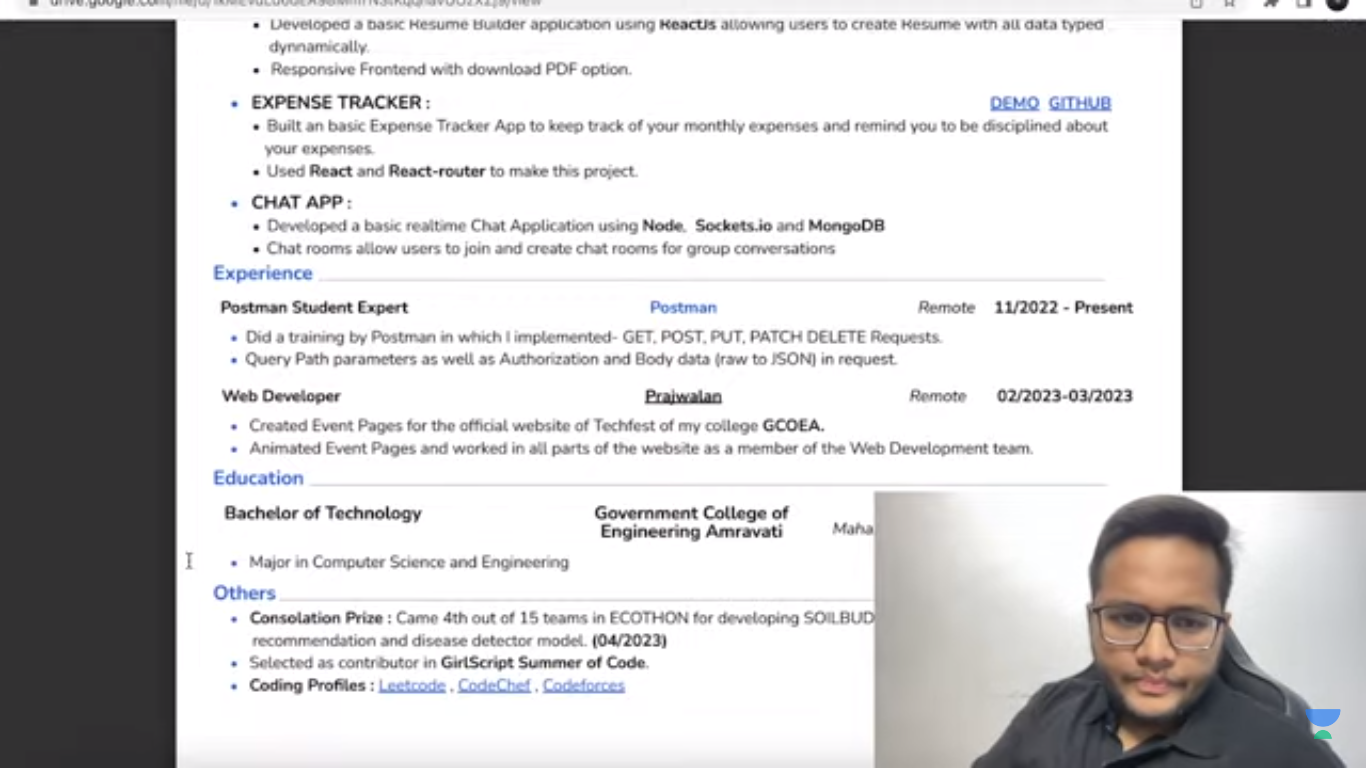 Developed a basic Resume Builder application using ReactJs allowing users to create Resume with all data typed
dynnamically.
Responsive Frontend with download PDF option.
EXPENSE TRACKER : DEMO GITHUB
Built an basic Expense Tracker App to keep track of your monthly expenses and remind you to be disciplined about
your expenses.
Used React and React-router to make this project.
CHAT APP :
Developed a basic realtime Chat Application using Node, Sockets.io and MongoDB
Chat rooms allow users to join and create chat rooms for group conversations
Experience
Postman Student Expert Postman Remote 11/2022 - Present
Did a training by Postman in which I implemented- GET, POST, PUT, PATCH DELETE Requests.
Query Path parameters as well as Authorization and Body data (raw to JSON) in request.
Web Developer Prajwalan Remote 02/2023-03/2023
Created Event Pages for the official website of Techfest of my college GCOEA.
Animated Event Pages and worked in all parts of the website as a member of the Web Development team.
Education
Bachelor of Technology Government College of
Engineering Amravati Maha
Major in Computer Science and Engineering
Others
Consolation Prize : Came 4th out of 15 teams in ECOTHON for developing SOILBUD
recommendation and disease detector model. (04/2023)
Selected as contributor in GirlScript Summer of Code.
Coding Profiles : Leetcode , CodeChef , Codeforces